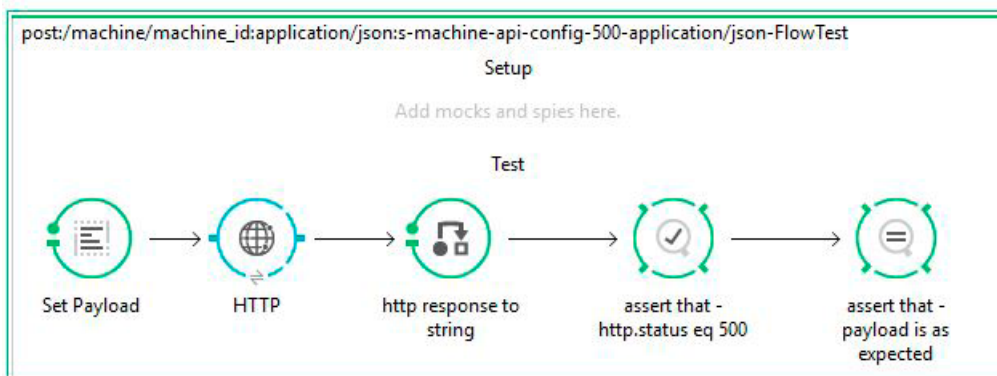 post:/machine/machine_id:application/json:s-machine-api-config-500-application/json-FlowTest
Setup
Add mocks and spies here.
Test
Set Payload
HTTP
http response to
string
assert that -
http.status eq 500
assert that -
payload is as
expected